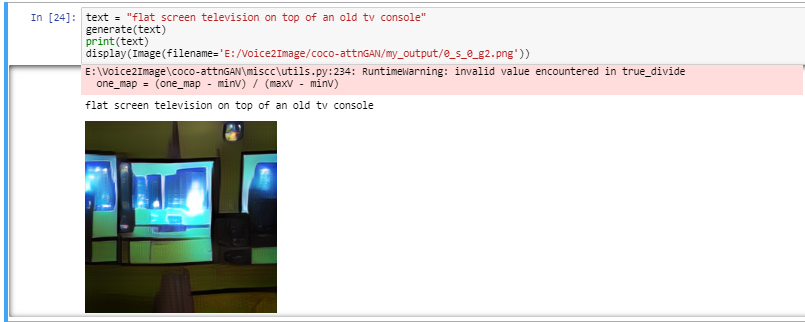 In [24]: text = "flat screen television on top of an old tv console"
generate(text)
print(text)
display(Image(filename='E:/Voice2Image/coco-attnGAN/my_output/0_s_0_g2.png'))
E:\Voice2Image\coco-attnGAN\miscc\utils.py:234: RuntimeWarning: invalid value encountered in true_divide
  one_map = (one_map - minV) / (maxV - minV)
flat screen television on top of an old tv console